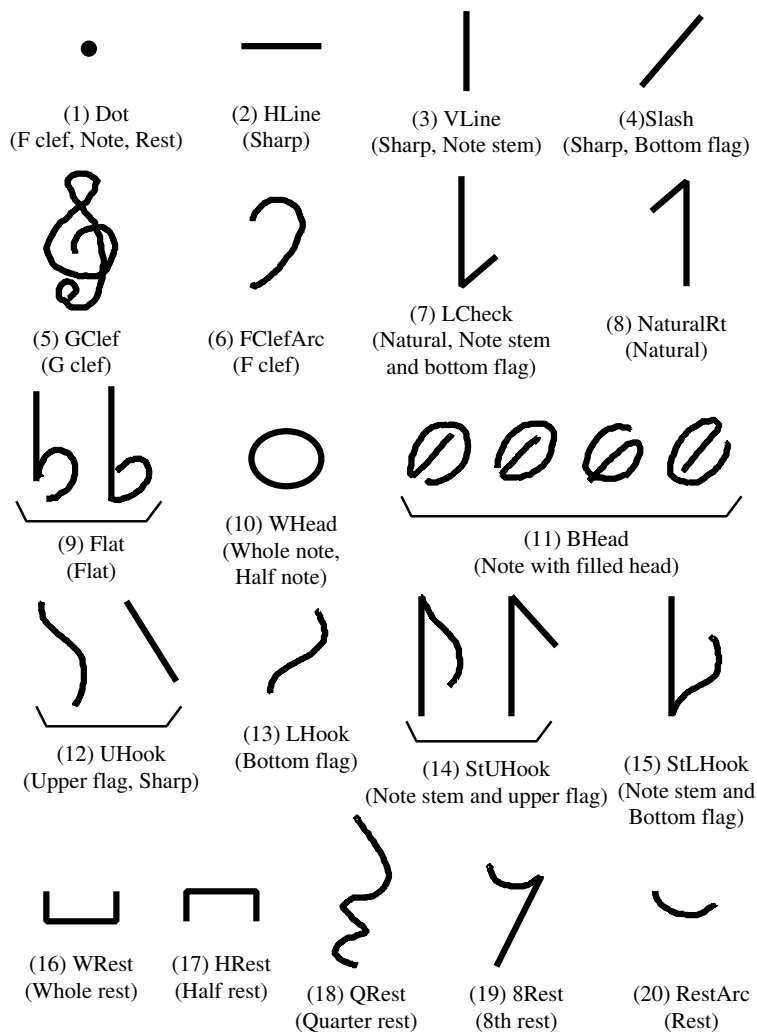 (1) Dot
(F clef, Note, Rest)
(2) HLine
(Sharp)
(3) VLine
(Sharp, Note stem)
(4)Slash
(Sharp, Bottom flag)
(5) GClef
(G clef)
(6) FClefArc
(F clef)
(7) LCheck
(Natural, Note stem
and bottom flag)
(8) NaturalRt
(Natural)
(9) Flat
(Flat)
(10) WHead
(Whole note,
Half note)
(11) BHead
(Note with filled head)
(12) UHook
(Upper flag, Sharp)
(13) LHook
(Bottom flag)
(14) StUHook
(Note stem and upper flag)
(15) StLHook
(Note stem and
Bottom flag)
(16) WRest
(Whole rest)
(17) HRest
(Half rest)
(18) QRest
(Quarter rest)
(19) 8Rest
(8th rest)
(20) RestArc
(Rest)